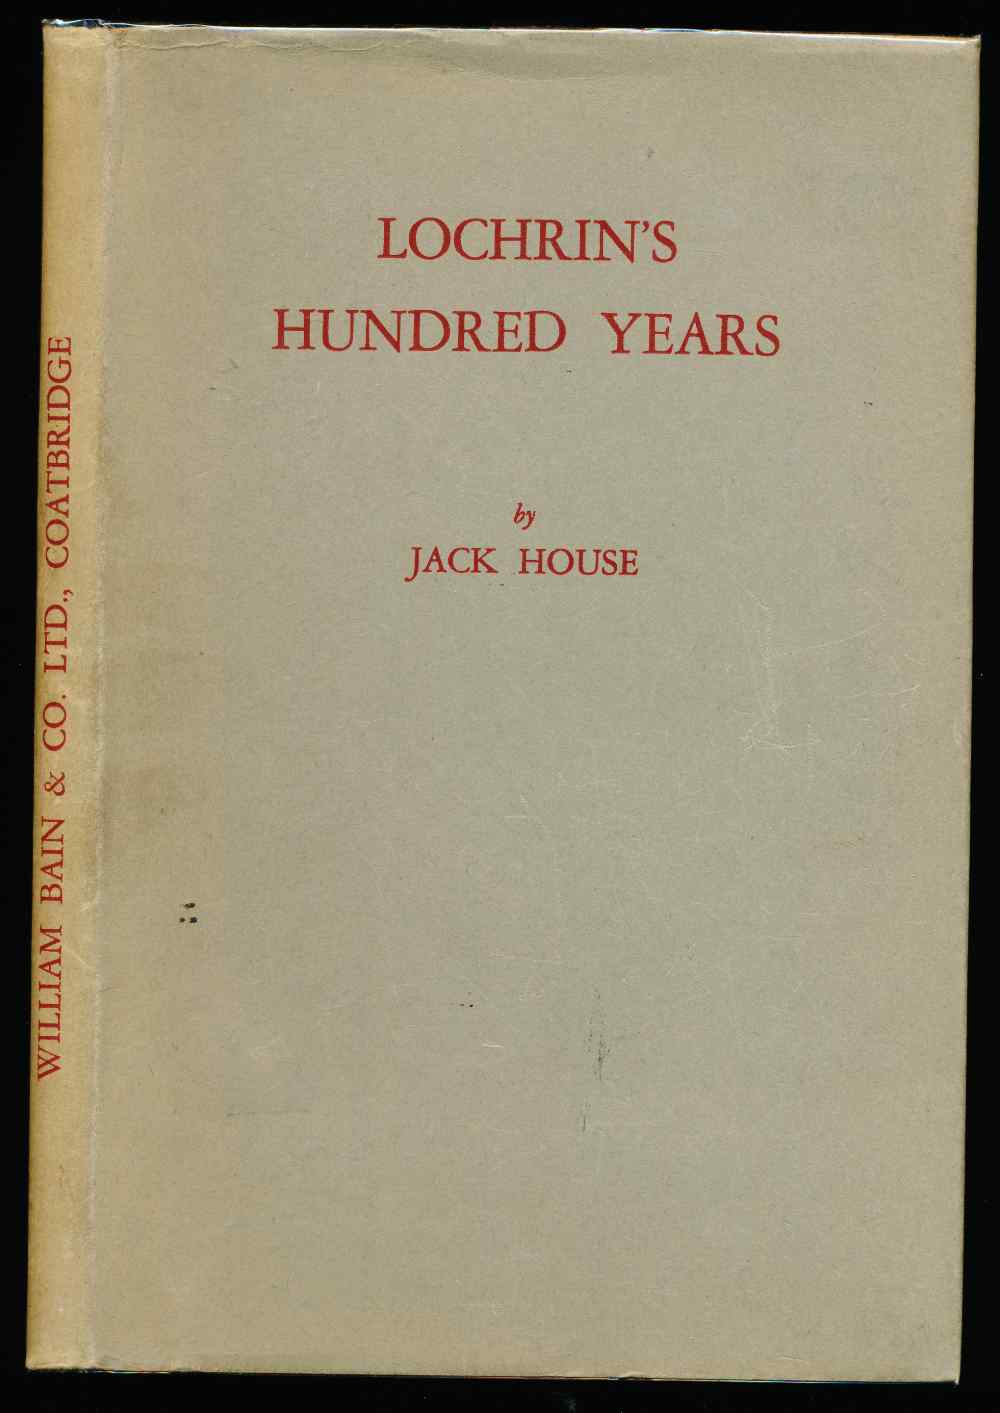 LOCHRIN'S
HUNDRED YEARS
by
JACK HOUSE
WILLIAM BAIN & CO. LTD., COATBRIDGE